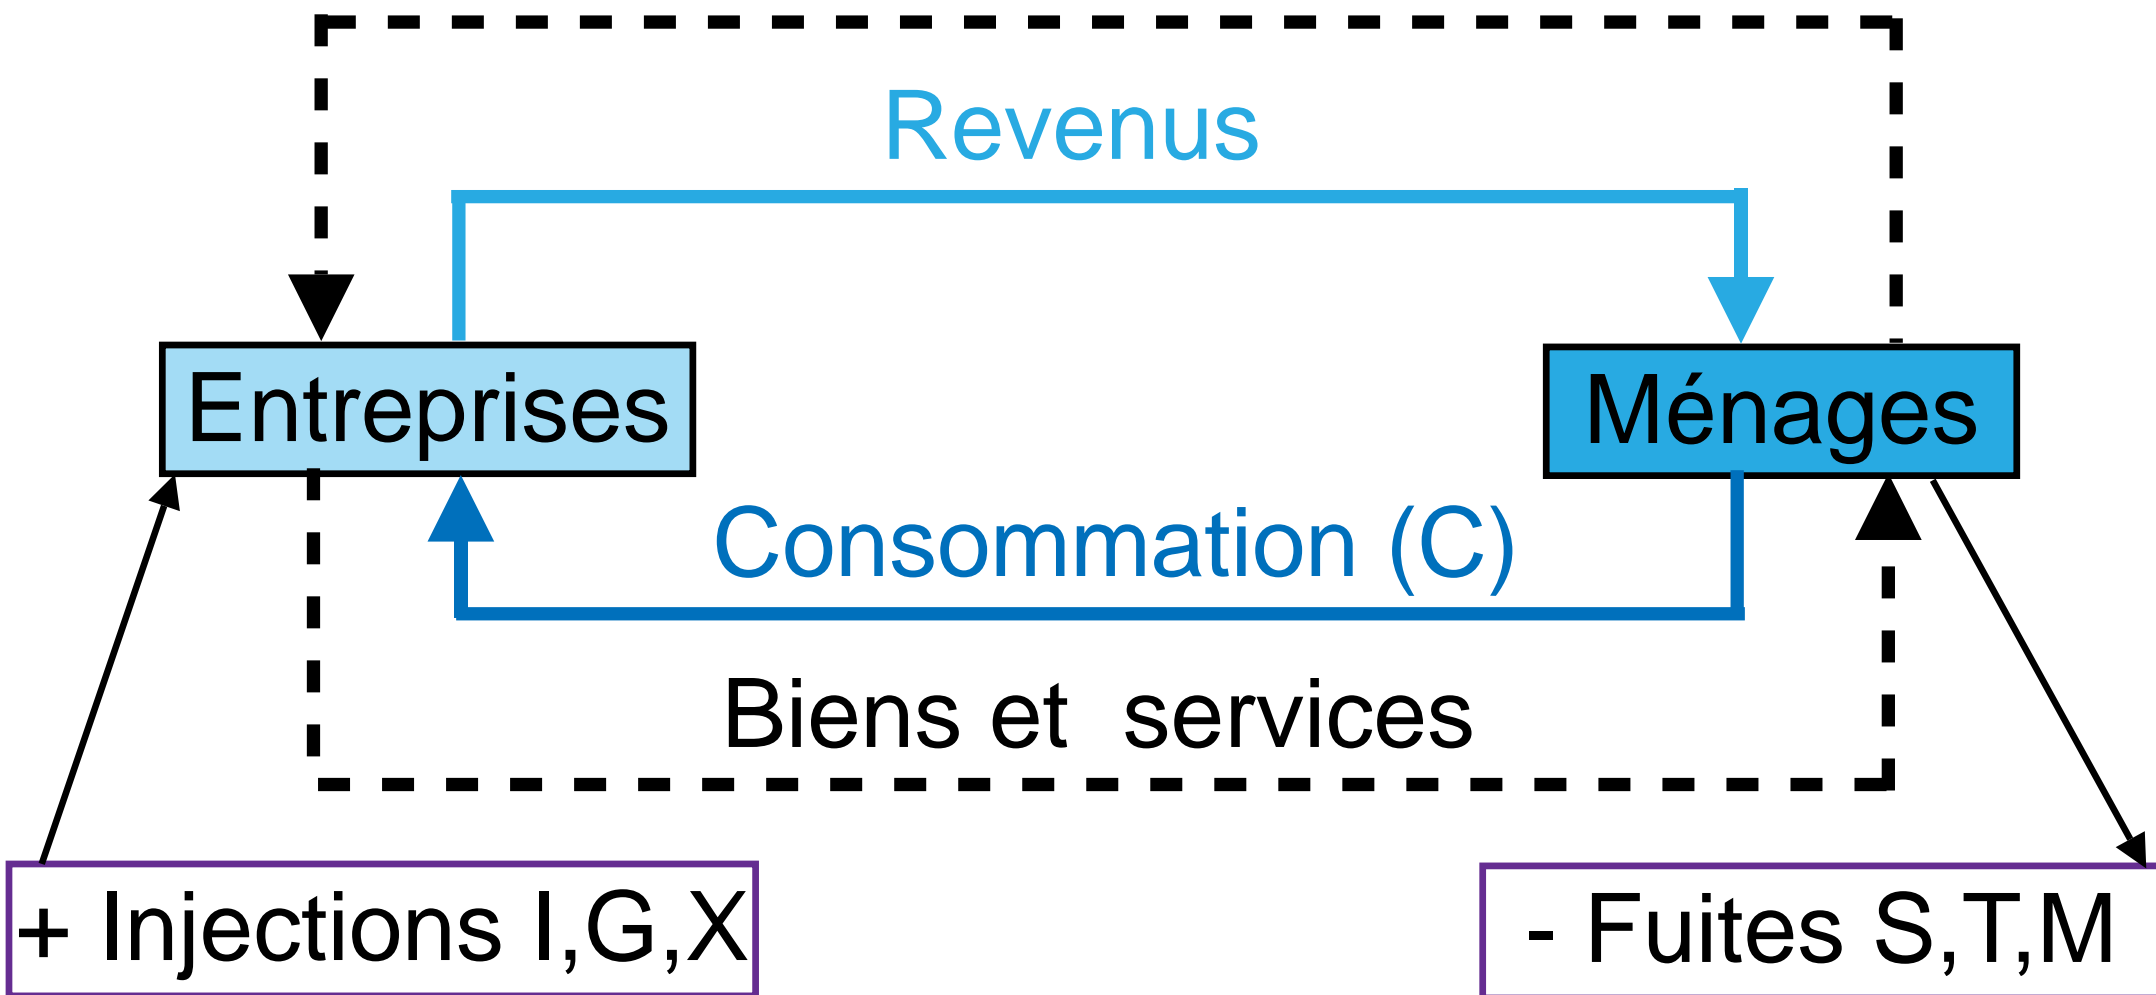 Revenus
Entreprises
Ménages
Consommation (C)
Biens et  services
+ Injections I,G,X
- Fuites S,T,M